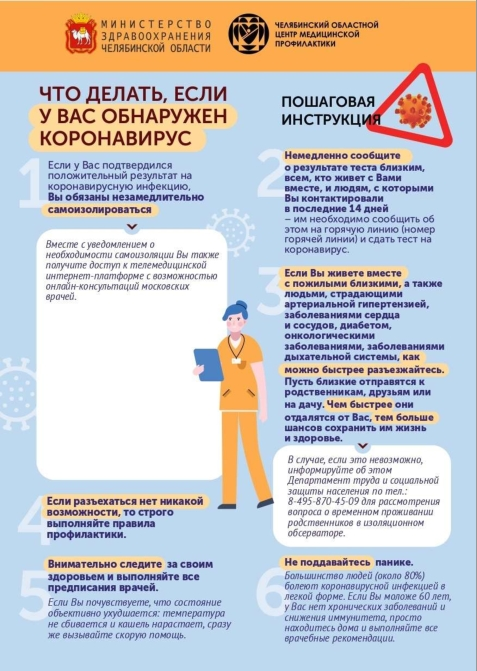 МИНИСТЕРСТВО
ЗДРАВООХРАНЕНИЯ
ЧЕЛЯБИНСКОЙ ОБЛАСТИ
ЧЕЛЯБИНСКИЙ ОБЛАСТНОЙ
ЦЕНТР МЕДИЦИНСКОЙ
ПРОФИЛАКТИКИ
ЧТО ДЕЛАТЬ, ЕСЛИ
У ВАС ОБНАРУЖЕН
КОРОНАВИРУС
ПОШАГОВАЯ
ИНСТРУКЦИЯ
1
Если у Вас подтвердился
положительный результат на
коронавирусную инфекцию,
Вы обязаны незамедлительно
самоизолироваться
Вместе с уведомлением о
необходимости самоизоляции Вы также
получите доступ к телемедицинской
интернет-платформе с возможностью
онлайн-консультаций московских
врачей.
2
Немедленно сообщите
о результате теста близким,
всем, кто живет с Вами
вместе, и людям, с которыми
Вы контактировали
в последние 14 дней
– им необходимо сообщить об
этом на горячую линию (номер
горячей линии) и сдать тест на
коронавирус.
3
Если Вы живете вместе
с пожилыми близкими, а также
людьми, страдающими
артериальной гипертензией,
заболеваниями сердца
и сосудов, диабетом,
онкологическими
заболеваниями, заболеваниями
дыхательной системы, как
можно быстрее разъезжайтесь.
Пусть близкие отправятся к
родственникам, друзьям или
на дачу. Чем быстрее они
отдалятся от Вас, тем больше
шансов сохранить им жизнь
и здоровье.
В случае, если это невозможно,
информируйте об этом
Департамент труда и социальной
защиты населения по тел.:
8-495-870-45-09 для рассмотрения
вопроса о временном проживании
родственников в изоляционном
обсерваторе.
4
Если разъехаться нет никакой
возможности, то строго
выполняйте правила
профилактики.
5
Внимательно следите за своим
здоровьем и выполняйте все
предписания врачей.
Если Вы почувствуете, что состояние
объективно ухудшается: температура
не сбивается и кашель нарастает, сразу
же вызывайте скорую помощь.
6
Не поддавайтесь панике.
Большинство людей (около 80%)
болеют коронавирусной инфекцией в
легкой форме. Если Вы моложе 60 лет,
у Вас нет хронических заболеваний и
снижения иммунитета, просто
находитесь дома и выполняйте все
врачебные рекомендации.